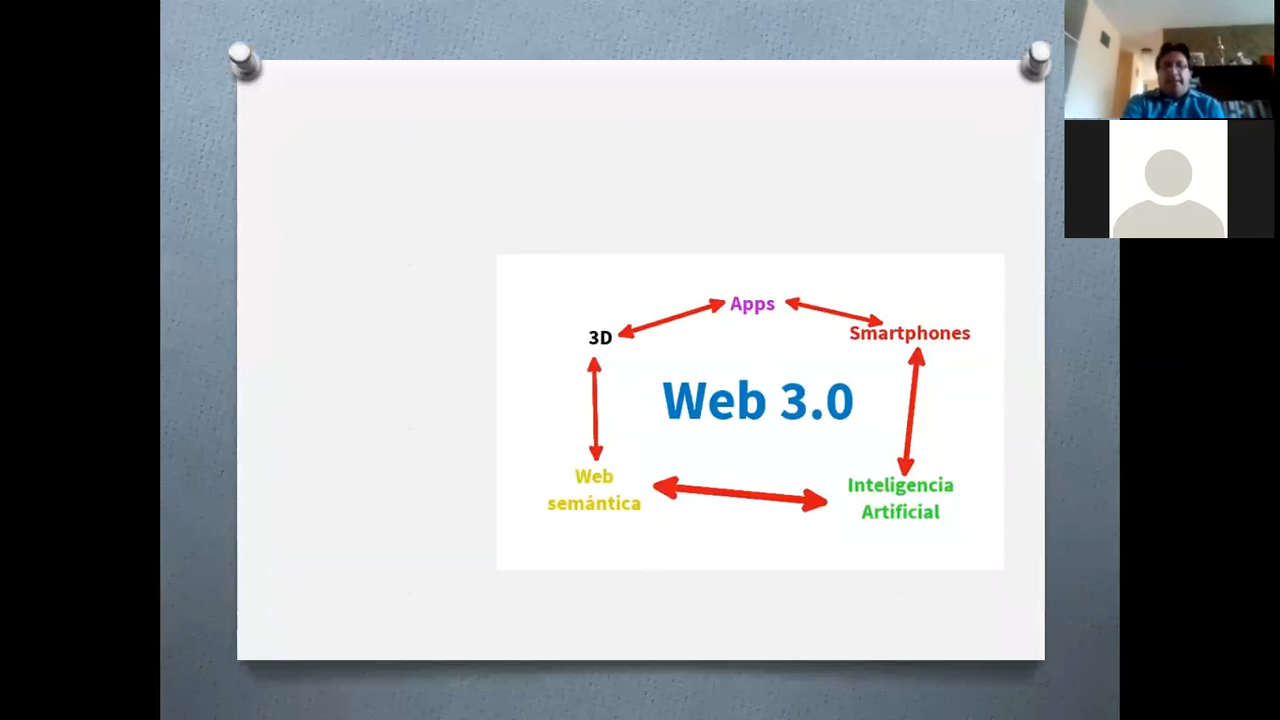 Apps
3D
Smartphones
Web 3.0
Web
semántica
Inteligencia
Artificial